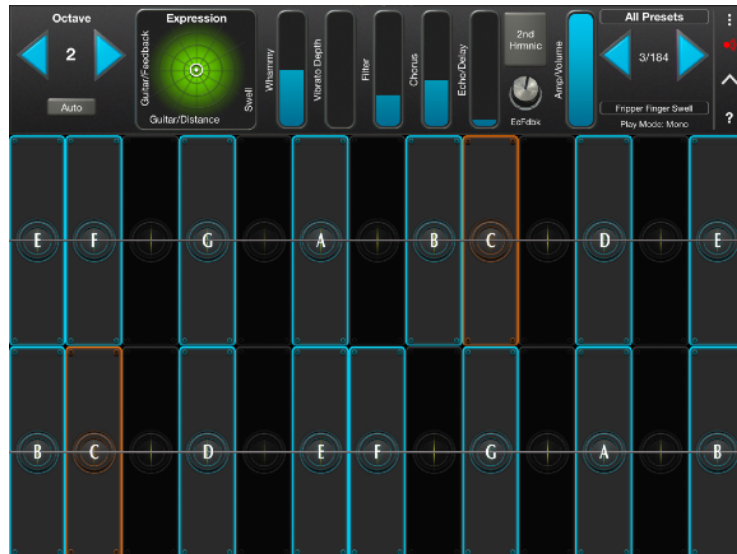 Octave
2
Auto
Expression
Guitar/Feedback
Swell
Guitar/Distance
Whammy
Vibrato Depth
Filter
Chorus
Echo/Delay
2nd
Hrmnic
EcFdbk
Amp/Volume
All Presets
3/184
Fripper Finger Swell
Play Mode: Mono
?
E F G A B C D E
B C D E F G A B